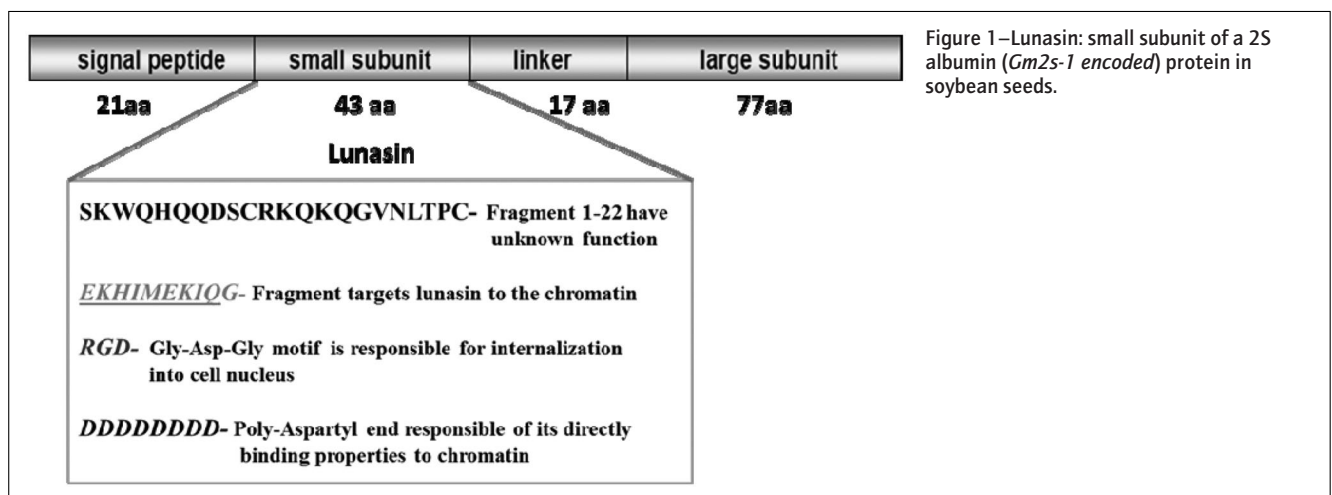 signal peptide small subunit linker large subunit
21aa 43 aa 17 aa 77aa
Lunasin
SKWQHQQDSCRKQKQGVNLTPC- Fragment 1-22 have
unknown function
EKHIMEKIQG- Fragment targets lunasin to the chromatin
RGD- Gly-Asp-Gly motif is responsible for internalization
into cell nucleus
DDDDDDDD- Poly-Aspartyl end responsible of its directly
binding properties to chromatin
Figure 1–Lunasin: small subunit of a 2S
albumin (Gm2s-1 encoded) protein in
soybean seeds.